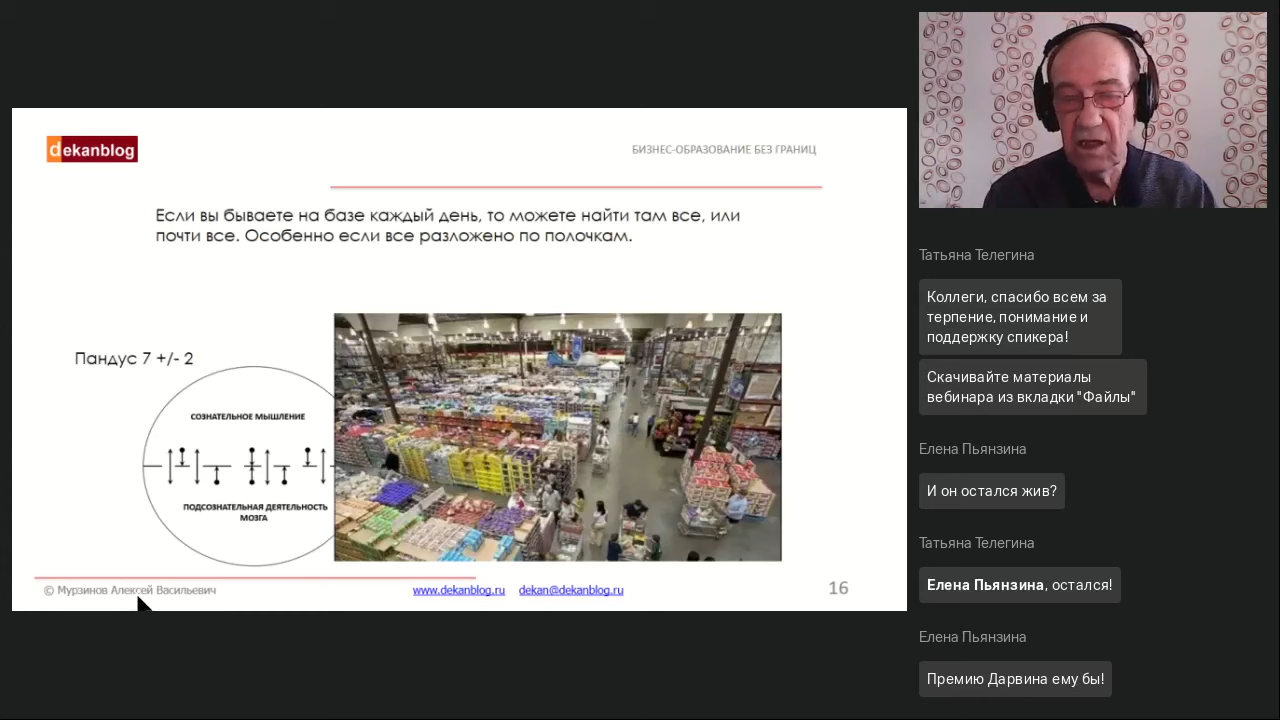 dekanblog
БИЗНЕС-ОБРАЗОВАНИЕ БЕЗ ГРАНИЦ
Если вы бываете на базе каждый день, то можете найти там все, или
почти все. Особенно если все разложено по полочкам.
Пандус 7 +/- 2
СОЗНАТЕЛЬНОЕ МЫШЛЕНИЕ
ПОДСОЗНАТЕЛЬНАЯ ДЕЯТЕЛЬНОСТЬ
МОЗГА
© Мурзинов Алексей Васильевич
www.dekanblog.ru dekan@dekanblog.ru
16
Татьяна Телегина
Коллеги, спасибо всем за
терпение, понимание и
поддержку спикера!
Скачивайте материалы
вебинара из вкладки "Файлы"
Елена Пьянзина
И он остался жив?
Татьяна Телегина
Елена Пьянзина, остался!
Елена Пьянзина
Премию Дарвина ему бы!